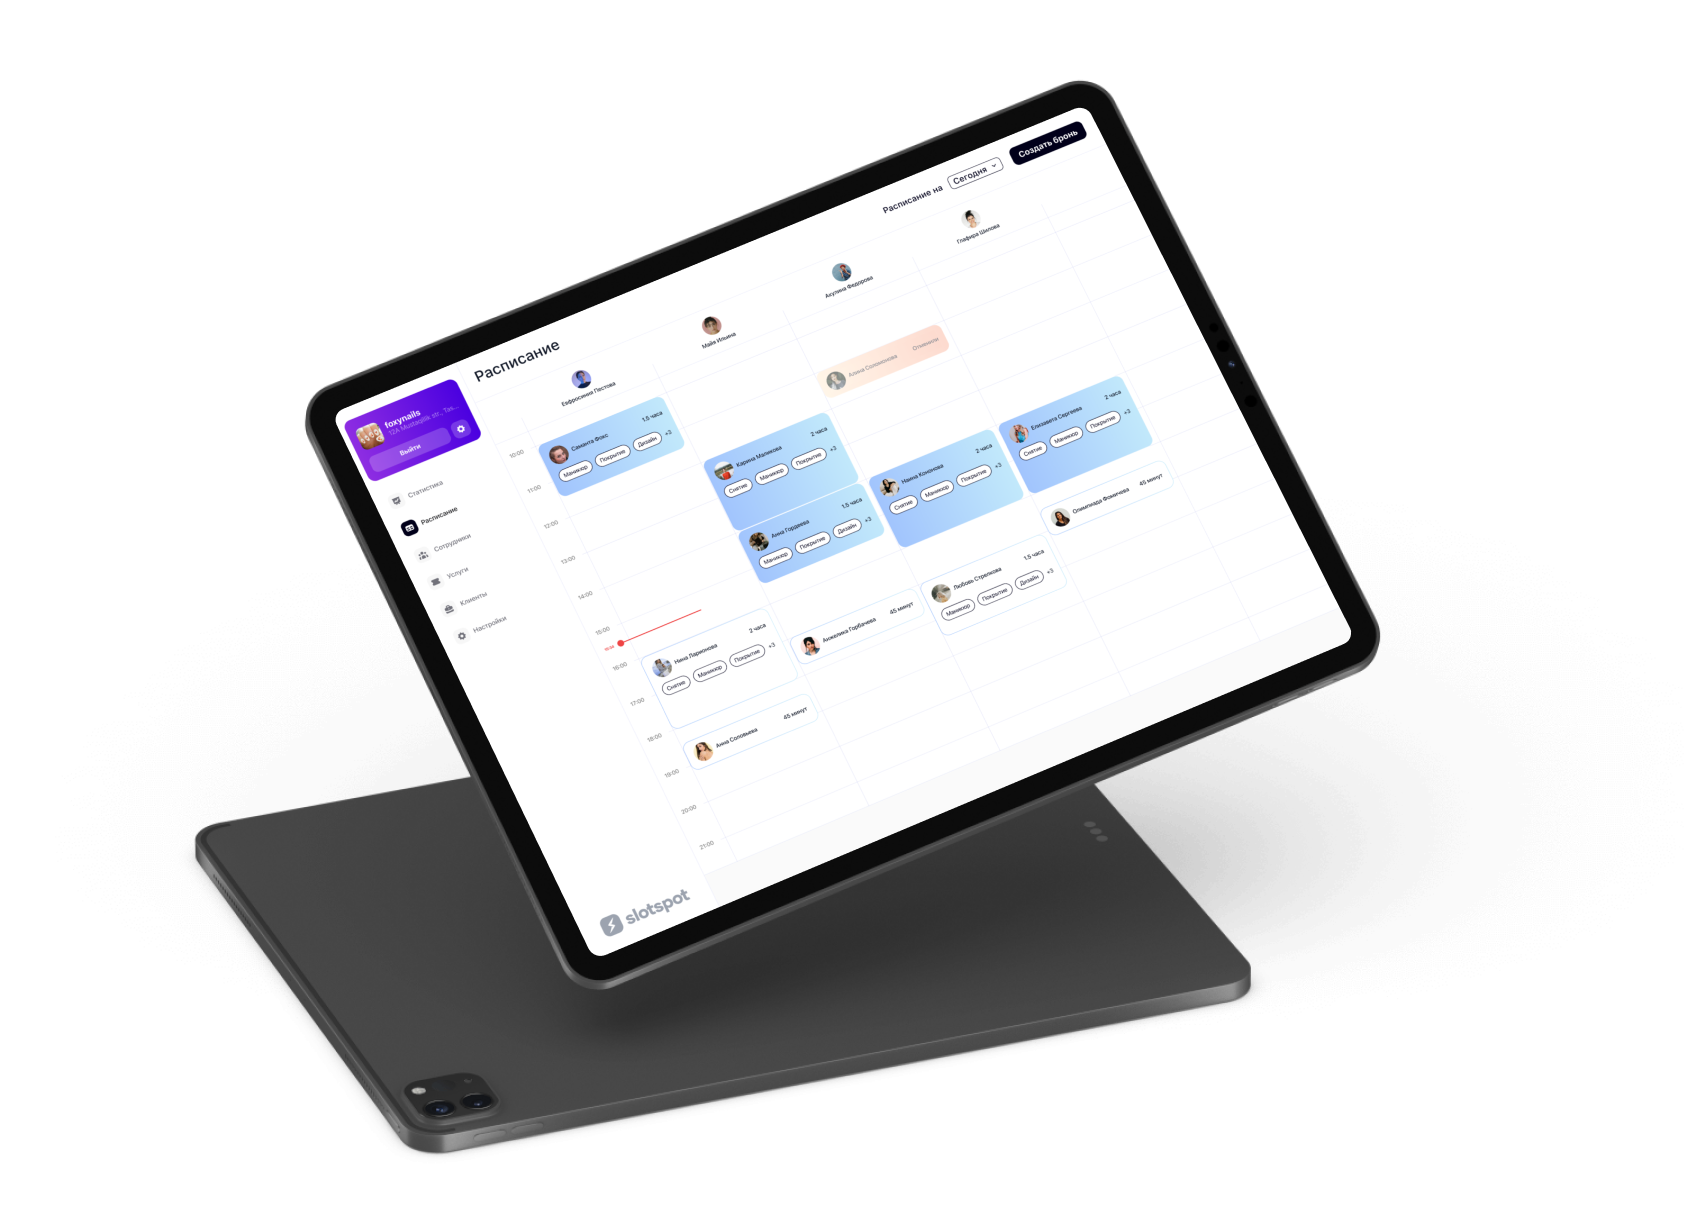 foxynails
12A Mustaqillik str., Tas...
Выйти
Статистика
Расписание
Сотрудники
Услуги
Клиенты
Настройки
slotspot
Расписание
Расписание на
Сегодня
Создать бронь
Евфросиния Пестова
Майя Ильина
Акулина Федорова
Глафира Шилова
10:00
11:00
12:00
13:00
14:00
15:00
16:00
17:00
18:00
19:00
20:00
21:00
Саманта Фокс
1.5 часа
Маникюр
Покрытие
Дизайн
+3
Нина Ларионова
2 часа
Снятие
Маникюр
Покрытие
+3
Анна Соловьева
45 минут
Карина Маликова
2 часа
Снятие
Маникюр
Покрытие
+3
Анна Гордеева
1.5 часа
Маникюр
Покрытие
Дизайн
+3
Анжелика Горбачева
45 минут
Алина Соломонова
Отменили
Наина Кононова
2 часа
Снятие
Маникюр
Покрытие
+3
Любовь Стрелкова
1.5 часа
Маникюр
Покрытие
Дизайн
+3
Елизавета Сергеева
2 часа
Снятие
Маникюр
Покрытие
+3
Олимпиада Фомичева
45 минут